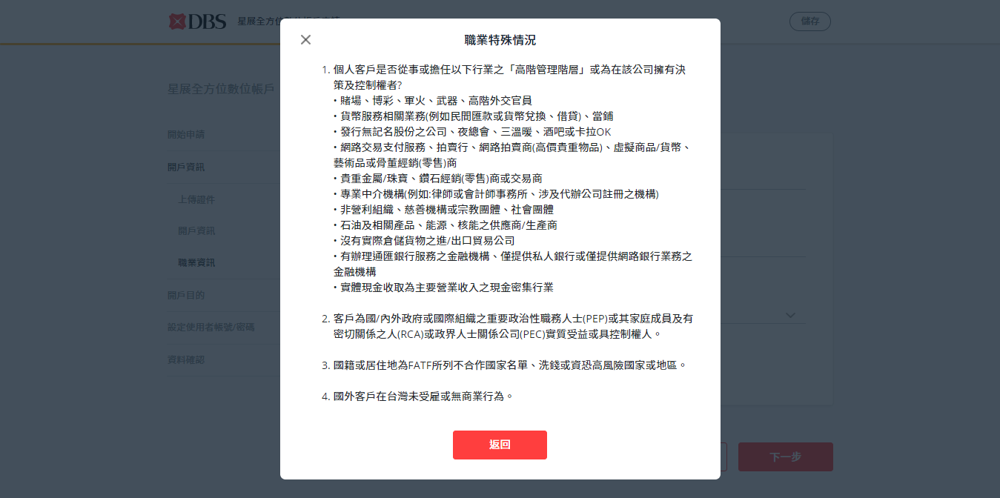 DBS 星展全方位
儲存
職業特殊情況
星展全方位數位帳戶
開始申請
開戶資訊
上傳證件
開戶資訊
職業資訊
開戶目的
設定使用者帳號/密碼
資料確認
1. 個人客戶是否從事或擔任以下行業之「高階管理階層」或為在該公司擁有決
策及控制權者?
• 賭場、博彩、軍火、武器、高階外交官員
• 貨幣服務相關業務(例如民間匯款或貨幣兌換、借貸)、當鋪
• 發行無記名股份之公司、夜總會、三溫暖、酒吧或卡拉OK
• 網路交易支付服務、拍賣行、網路拍賣商(高價貴重物品)、虛擬商品/貨幣、
藝術品或骨董經銷(零售)商
• 貴重金屬/珠寶、鑽石經銷(零售)商或交易商
• 專業中介機構(例如:律師或會計師事務所、涉及代辦公司註冊之機構)
• 非營利組織、慈善機構或宗教團體、社會團體
• 石油及相關產品、能源、核能之供應商/生產商
• 沒有實際倉儲貨物之進/出口貿易公司
• 有辦理通匯銀行服務之金融機構、僅提供私人銀行或僅提供網路銀行業務之
金融機構
• 實體現金收取為主要營業收入之現金密集行業
2. 客戶為國/內外政府或國際組織之重要政治性職務人士(PEP)或其家庭成員及有
密切關係之人(RCA)或政界人士關係公司(PEC)實質受益或具控制權人。
3. 國籍或居住地為FATF所列不合作國家名單、洗錢或資恐高風險國家或地區。
4. 國外客戶在台灣未受雇或無商業行為。
返回
下一步